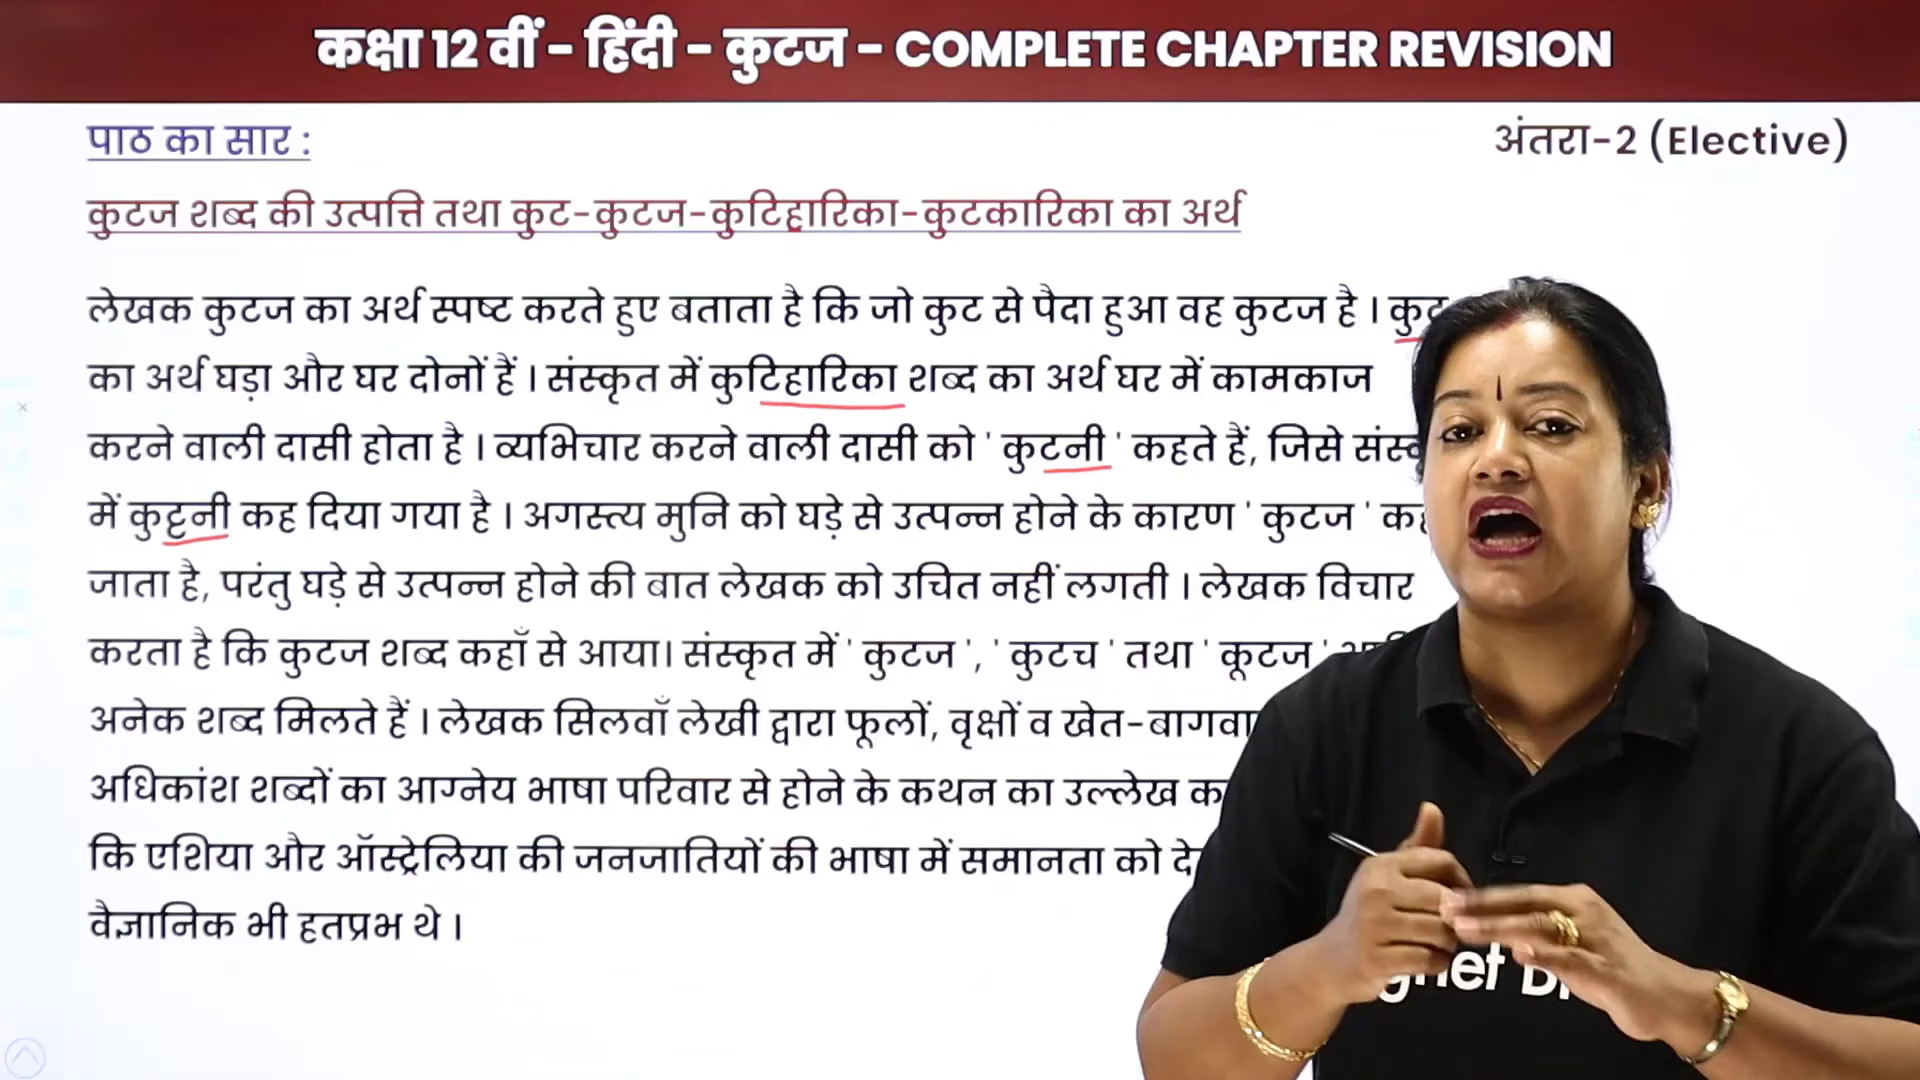 कक्षा 12 वीं - हिंदी - कुटज - COMPLETE CHAPTER REVISION
पाठ का सार :
अंतरा-2 (Elective)
कुटज शब्द की उत्पत्ति तथा कुट-कुटज-कुटिहारिका-कुटकारिका का अर्थ
लेखक कुटज का अर्थ स्पष्ट करते हुए बताता है कि जो कुट से पैदा हुआ वह कुटज है ।
का अर्थ घड़ा और घर दोनों हैं । संस्कृत में कुटिहारिका शब्द का अर्थ घर में कामकाज
करने वाली दासी होता है । व्यभिचार करने वाली दासी को ' कुटनी ' कहते हैं, जिसे
में कुट्टनी कह दिया गया है । अगस्त्य मुनि को घड़े से उत्पन्न होने के कारण ' कुटज '
जाता है, परंतु घड़े से उत्पन्न होने की बात लेखक को उचित नहीं लगती । लेखक विचार
करता है कि कुटज शब्द कहाँ से आया। संस्कृत में ' कुटज ', ' कुटच ' तथा ' कूटज '
अनेक शब्द मिलते हैं । लेखक सिलवाँ लेखी द्वारा फूलों, वृक्षों व
अधिकांश शब्दों का आग्नेय भाषा परिवार से होने के कथन का उल्लेख
कि एशिया और ऑस्ट्रेलिया की जनजातियों की भाषा में समानता को
वैज्ञानिक भी हतप्रभ थे ।